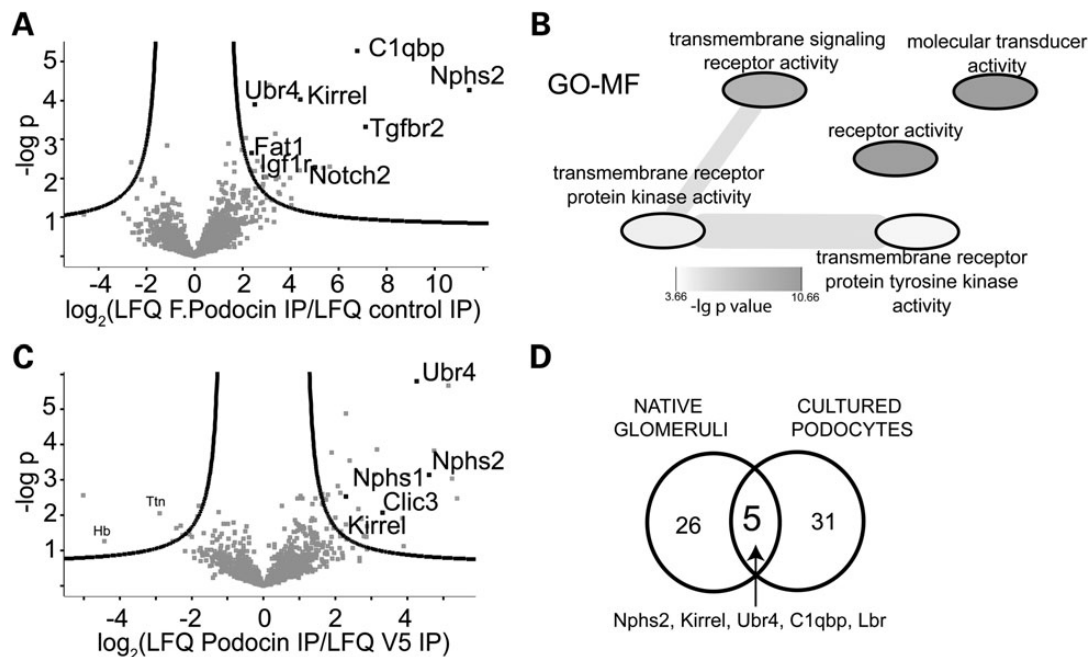 A
5
4
3
2
1
-log p
C1qbp
Nphs2
Ubr4
Kirrel
Tgfbr2
Fat1
Igf1r
Notch2
-4 -2 0 2 4 6 8 10
log2(LFQ F.Podocin IP/LFQ control IP)
B
GO-MF
transmembrane signaling
receptor activity
molecular transducer
activity
receptor activity
transmembrane receptor
protein kinase activity
transmembrane receptor
protein tyrosine kinase
activity
3.66 10.66
-lg p value
C
5
4
3
2
1
-log p
Ubr4
Nphs2
Nphs1
Clic3
Kirrel
Ttn
Hb
-4 -2 0 2 4
log2(LFQ Podocin IP/LFQ V5 IP)
D
NATIVE
GLOMERULI
CULTURED
PODOCYTES
26 5 31
Nphs2, Kirrel, Ubr4, C1qbp, Lbr